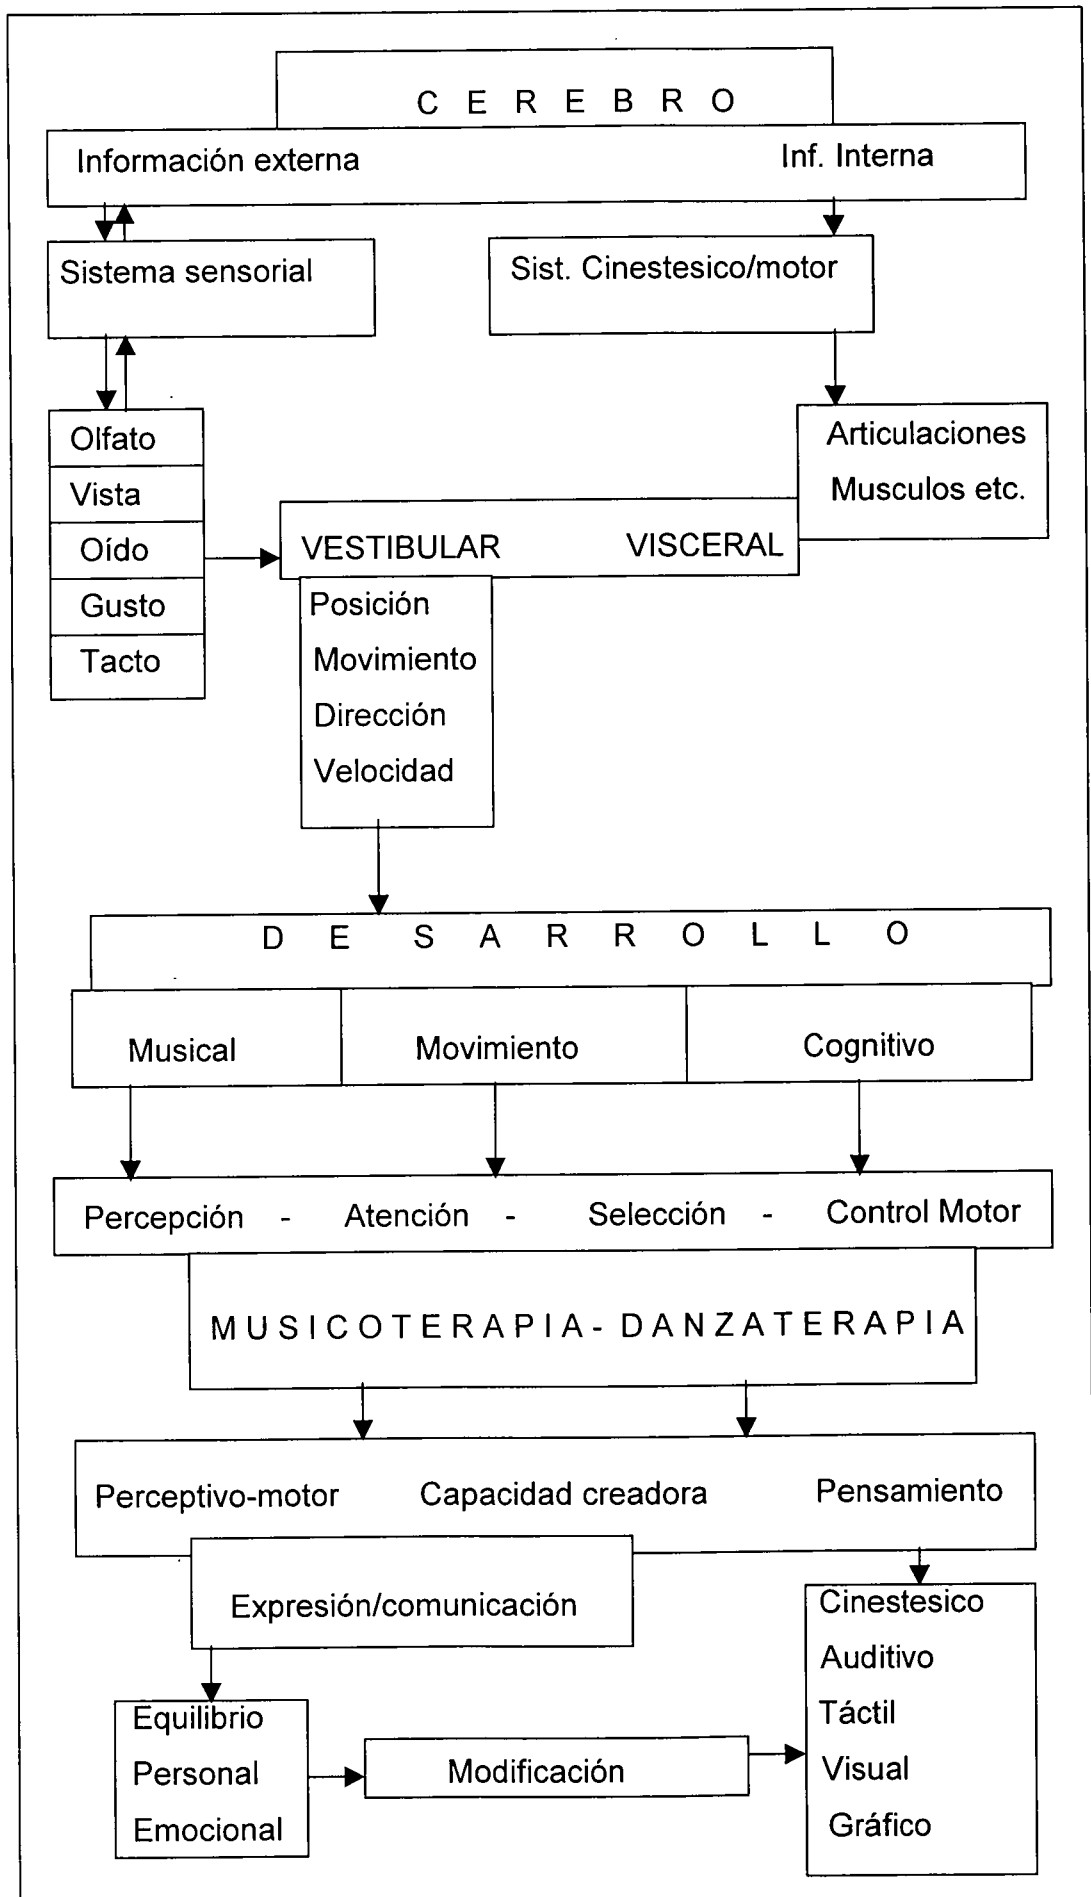 C E R E B R O
Información externa Inf. Interna
Sistema sensorial
Sist. Cinestesico/motor
Olfato
Vista
Oído
Gusto
Tacto
Articulaciones
Musculos etc.
VESTIBULAR VISCERAL
Posición
Movimiento
Dirección
Velocidad
D E S A R R O L L O
Musical
Movimiento
Cognitivo
Percepción - Atención - Selección - Control Motor
M U S I C O T E R A P I A - D A N Z A T E R A P I A
Perceptivo-motor Capacidad creadora Pensamiento
Expresión/comunicación
Equilibrio
Personal
Emocional
Modificación
Cinestesico
Auditivo
Táctil
Visual
Gráfico